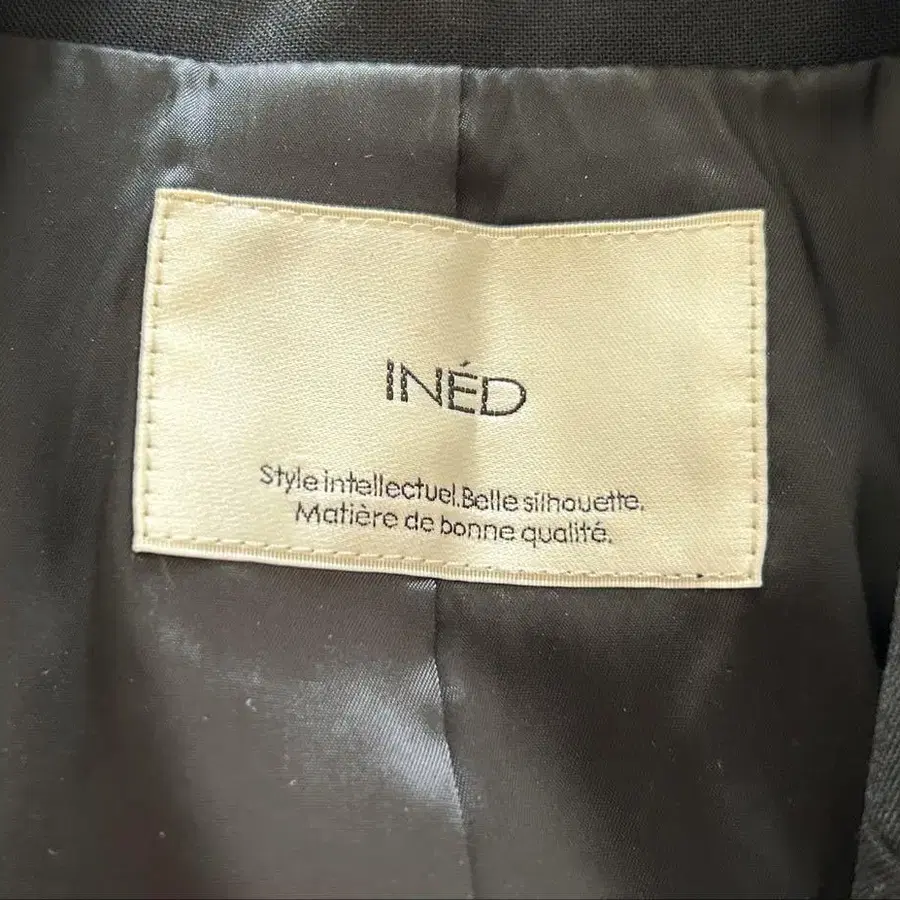 INÉD
Style intellectuel.Belle silhouette.
Matière de bonne qualité.